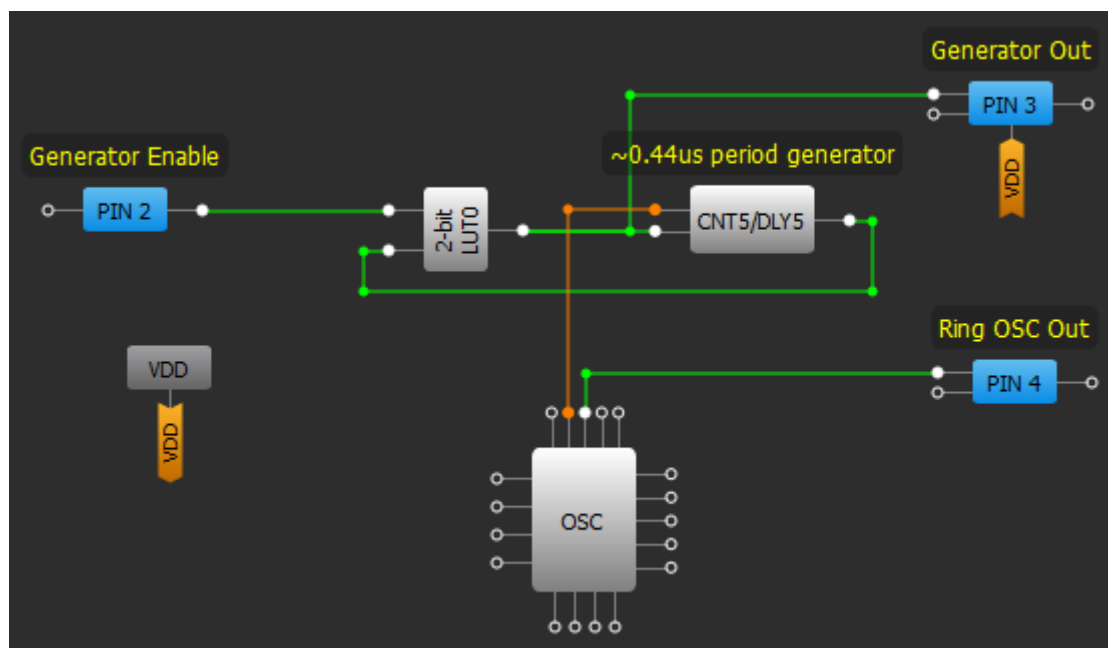 Generator Out
PIN 3
VDD
Generator Enable
~0.44us period generator
PIN 2
2-bit
LUT0
CNT5/DLY5
Ring OSC Out
VDD
PIN 4
VDD
OSC